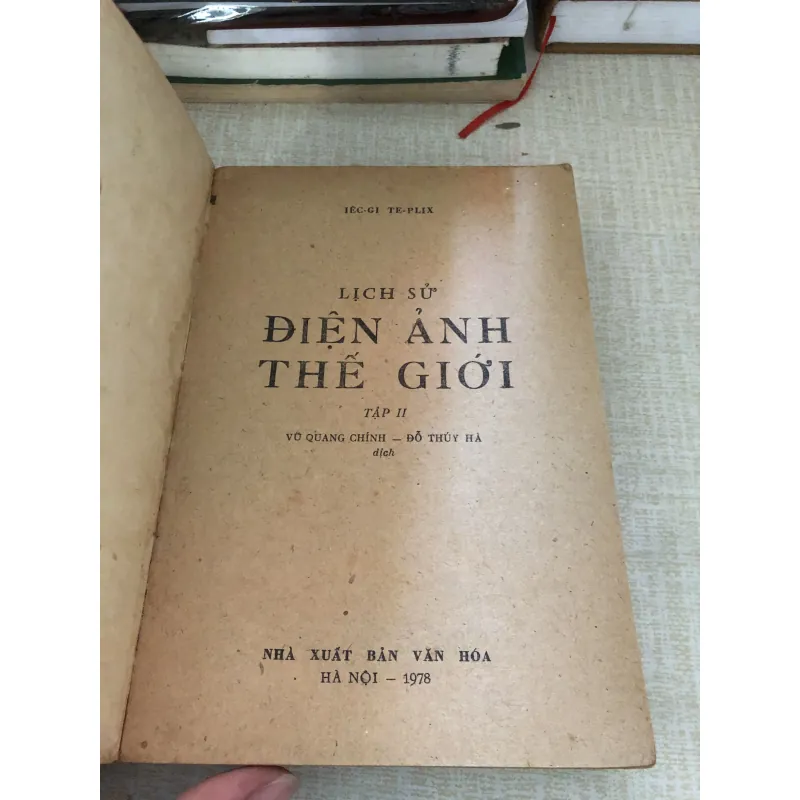 IÉC-GI TE-PLIX
LỊCH SỬ
ĐIỆN ẢNH
THẾ GIỚI
TẬP II
VŨ QUANG CHÍNH — ĐỖ THÚY HÀ
dịch
NHÀ XUẤT BẢN VĂN HÓA
HÀ NỘI — 1978